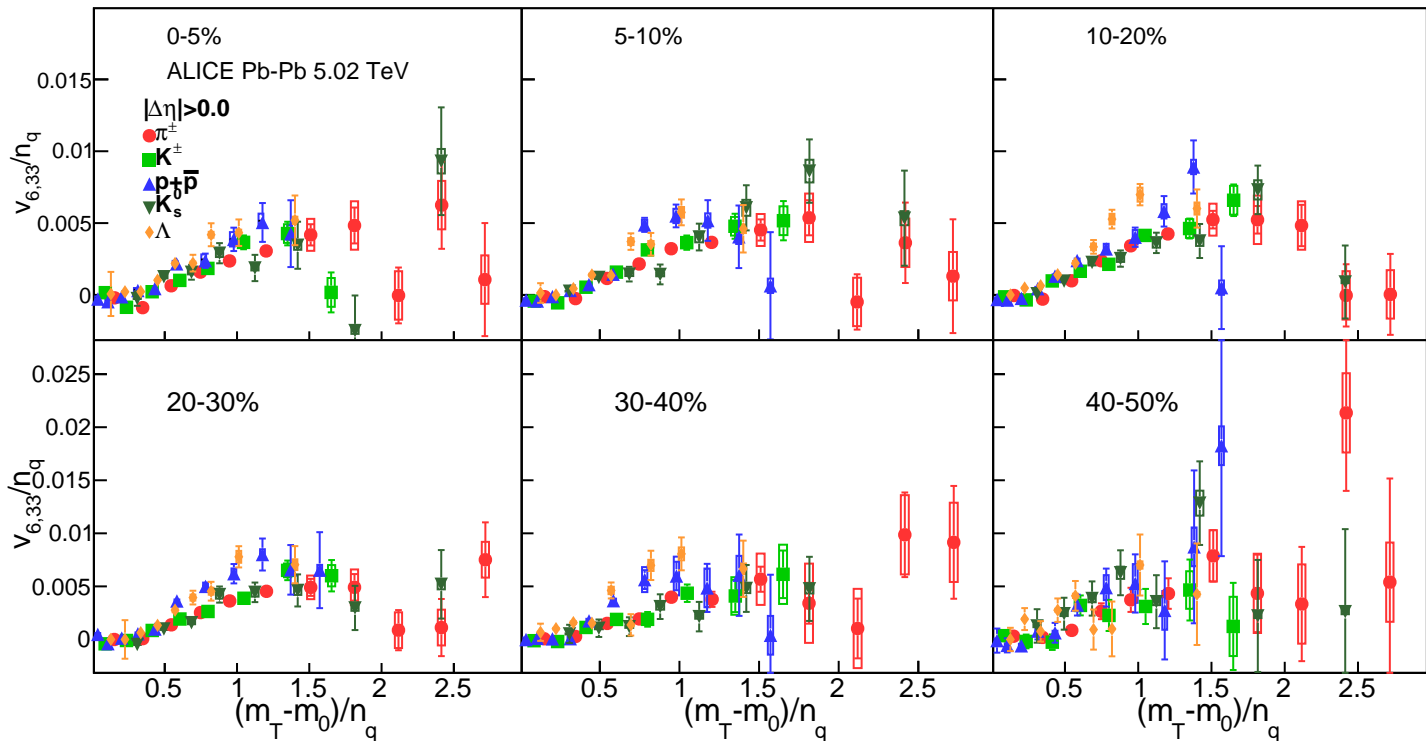 0-5%
5-10%
10-20%
ALICE Pb-Pb 5.02 TeV
|Δη|>0.0
π±
K±
p+p̅
K⁰ₛ
Λ
v6,33/nq
0.015
0.01
0.005
0
20-30%
30-40%
40-50%
v6,33/nq
0.025
0.02
0.015
0.01
0.005
0
0.5 1 1.5 2 2.5
0.5 1 1.5 2 2.5
0.5 1 1.5 2 2.5
(mT-m0)/nq
(mT-m0)/nq
(mT-m0)/nq